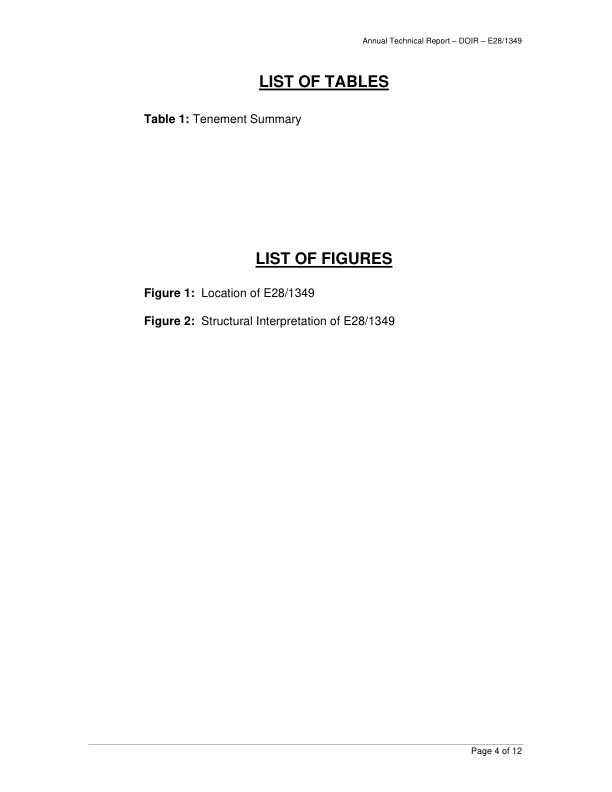 Annual Technical Report – DOIR – E28/1349
LIST OF TABLES
Table 1: Tenement Summary
LIST OF FIGURES
Figure 1: Location of E28/1349
Figure 2: Structural Interpretation of E28/1349
Page 4 of 12